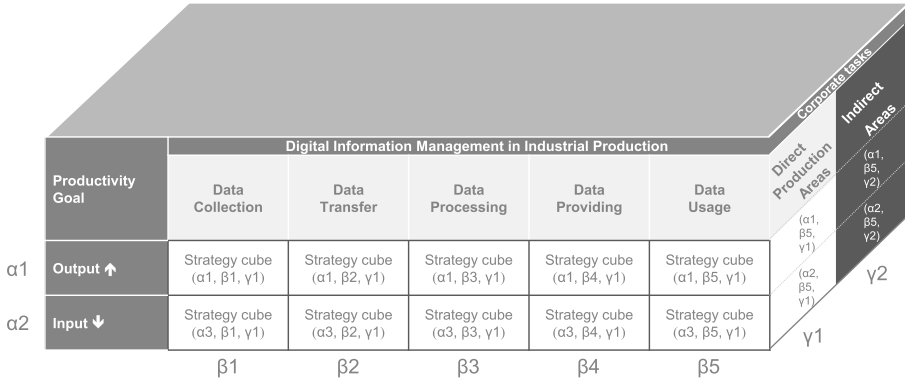 Corporate tasks
Digital Information Management in Industrial Production
Productivity
Goal
Data
Collection
Data
Transfer
Data
Processing
Data
Providing
Data
Usage
Direct
Production
Areas
Indirect
Areas
α1
Output
Strategy cube
(α1, β1, γ1)
Strategy cube
(α1, β2, γ1)
Strategy cube
(α1, β3, γ1)
Strategy cube
(α1, β4, γ1)
Strategy cube
(α1, β5, γ1)
(α1,
β5,
γ1)
(α1,
β5,
γ2)
α2
Input
Strategy cube
(α3, β1, γ1)
Strategy cube
(α3, β2, γ1)
Strategy cube
(α3, β3, γ1)
Strategy cube
(α3, β4, γ1)
Strategy cube
(α3, β5, γ1)
(α2,
β5,
γ1)
(α2,
β5,
γ2)
β1
β2
β3
β4
β5
γ1
γ2